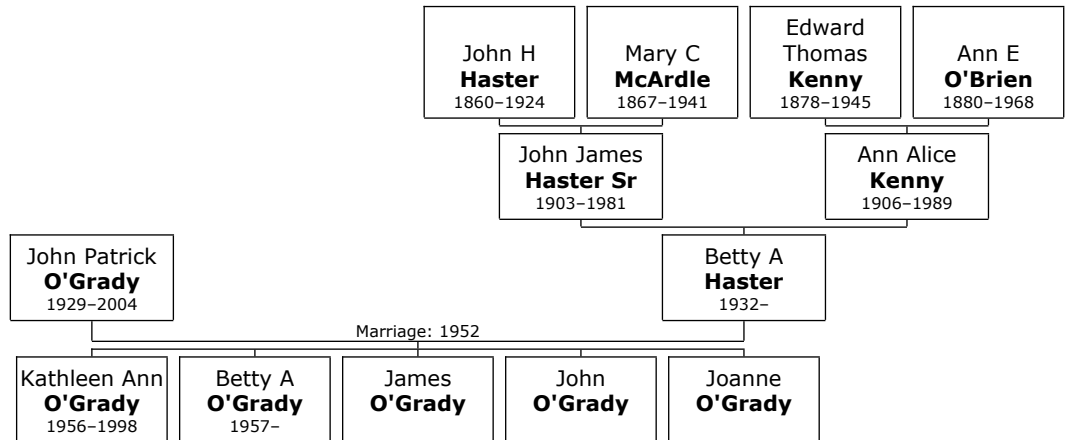 John H
Haster
1860–1924
Mary C
McArdle
1867–1941
Edward
Thomas
Kenny
1878–1945
Ann E
O'Brien
1880–1968
John James
Haster Sr
1903–1981
Ann Alice
Kenny
1906–1989
John Patrick
O'Grady
1929–2004
Betty A
Haster
1932–
Marriage: 1952
Kathleen Ann
O'Grady
1956–1998
Betty A
O'Grady
1957–
James
O'Grady
John
O'Grady
Joanne
O'Grady